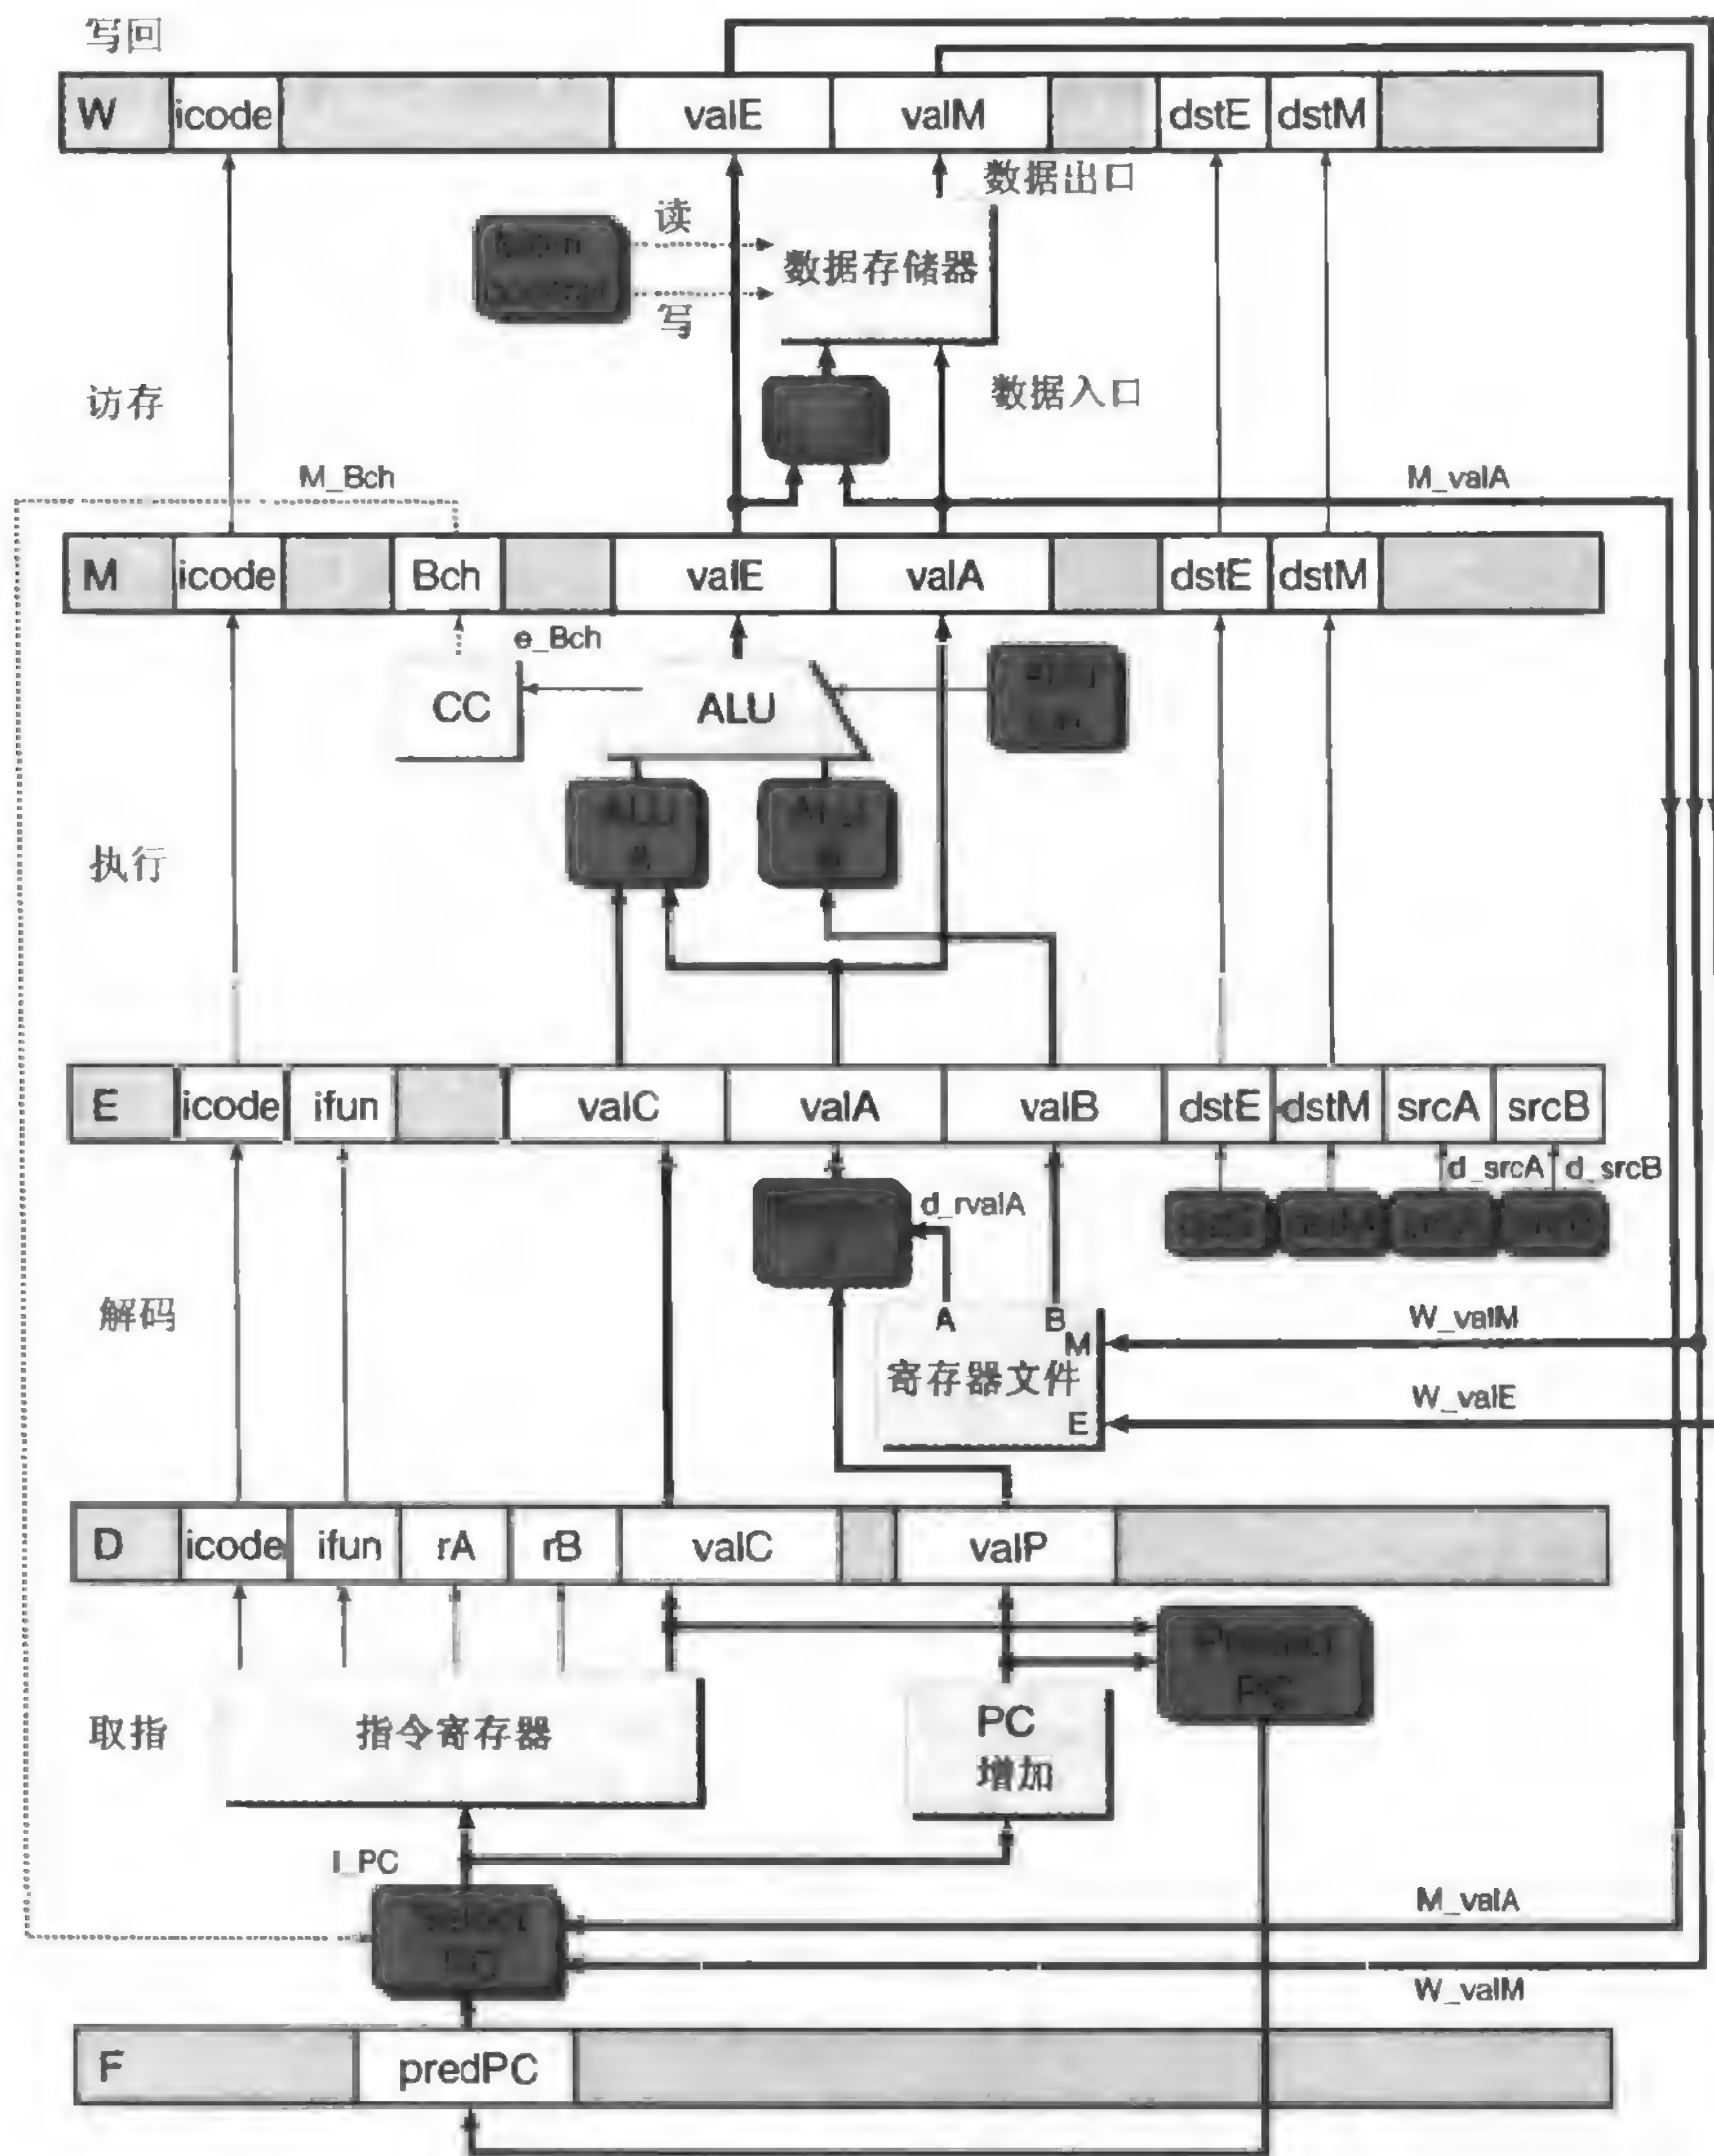 写回
W icode valE valM dstE dstM
数据出口
读
数据存储器
写
访存
数据入口
M_Bch
M_valA
M icode Bch valE valA dstE dstM
e_Bch
CC ALU
ALU
执行
E icode ifun valC valA valB dstE dstM srcA srcB
d_srcA d_srcB
d_rvalA
解码
A B
W_valM
M
寄存器文件
W_valE
E
D icode ifun rA rB valC valP
取指
指令寄存器
PC
增加
M_valA
W_valM
F predPC